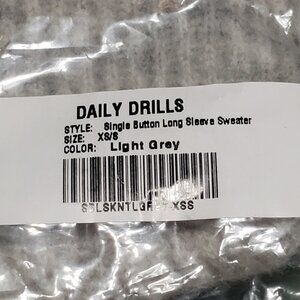 DAILY DRILLS
STYLE: Single Button Long Sleeve Sweater
SIZE: XS/S
COLOR: Light Grey